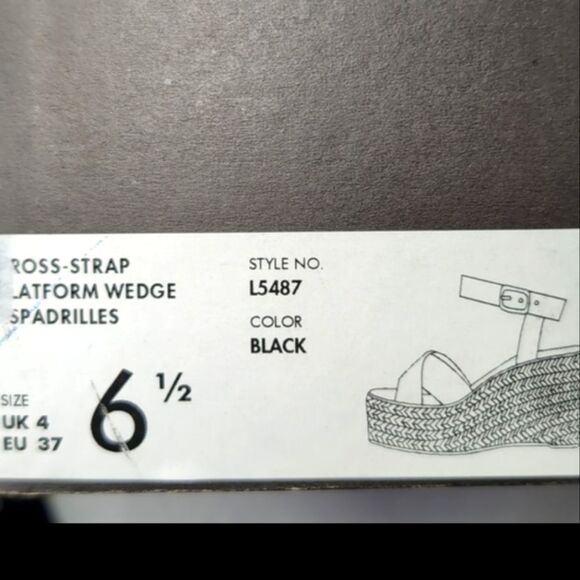 ROSS-STRAP
LATFORM WEDGE
SPADRILLES
STYLE NO.
L5487
COLOR
BLACK
SIZE
UK 4
EU 37
6 ½